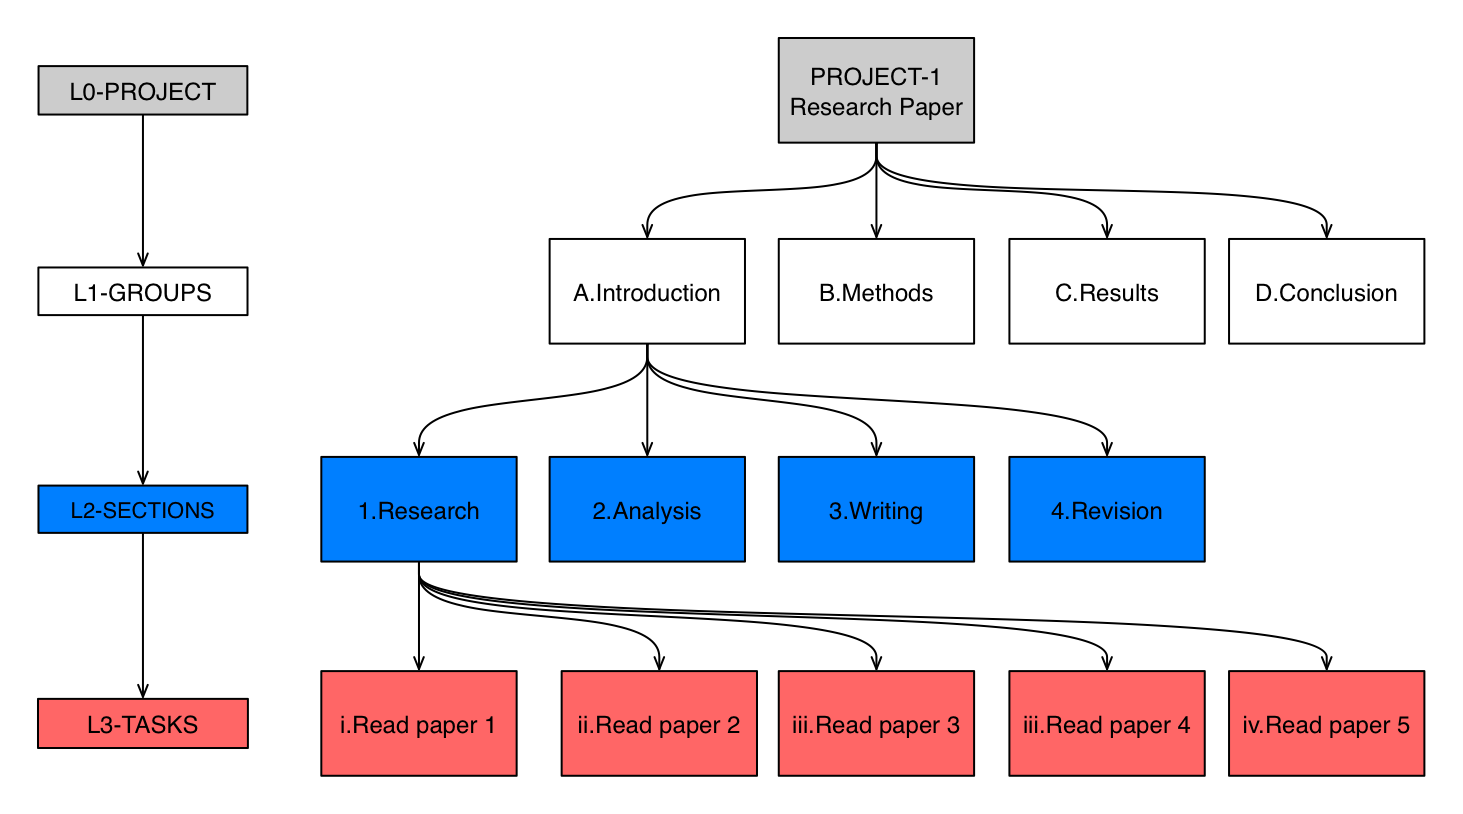 L0-PROJECT
PROJECT-1
Research Paper
L1-GROUPS
A.Introduction
B.Methods
C.Results
D.Conclusion
L2-SECTIONS
1.Research
2.Analysis
3.Writing
4.Revision
L3-TASKS
i.Read paper 1
ii.Read paper 2
iii.Read paper 3
iii.Read paper 4
iv.Read paper 5